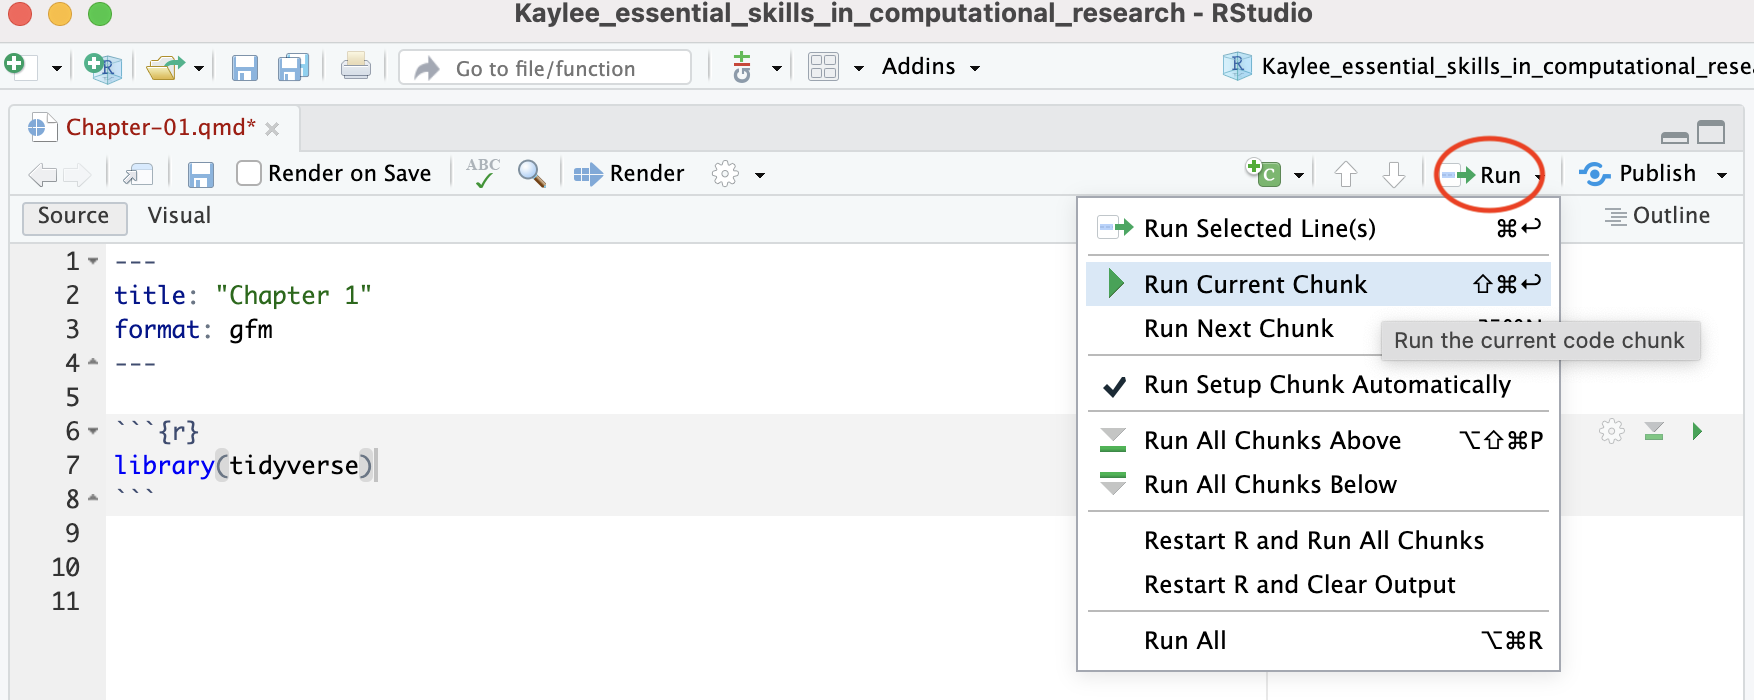 Kaylee_essential_skills_in_computational_research - RStudio
Go to file/function
Addins
Kaylee_essential_skills_in_computational_rese
Chapter-01.qmd*
Render on Save
ABC
Render
Run
Publish
Source
Visual
Outline
1 ---
2 title: "Chapter 1"
3 format: gfm
4 ---
5
6 ```{r}
7 library(tidyverse)
8 ```
9
10
11
Run Selected Line(s) ⌘↩
Run Current Chunk ⇧⌘↩
Run Next Chunk
Run the current code chunk
Run Setup Chunk Automatically
Run All Chunks Above ⌥⇧⌘P
Run All Chunks Below
Restart R and Run All Chunks
Restart R and Clear Output
Run All ⌥⌘R